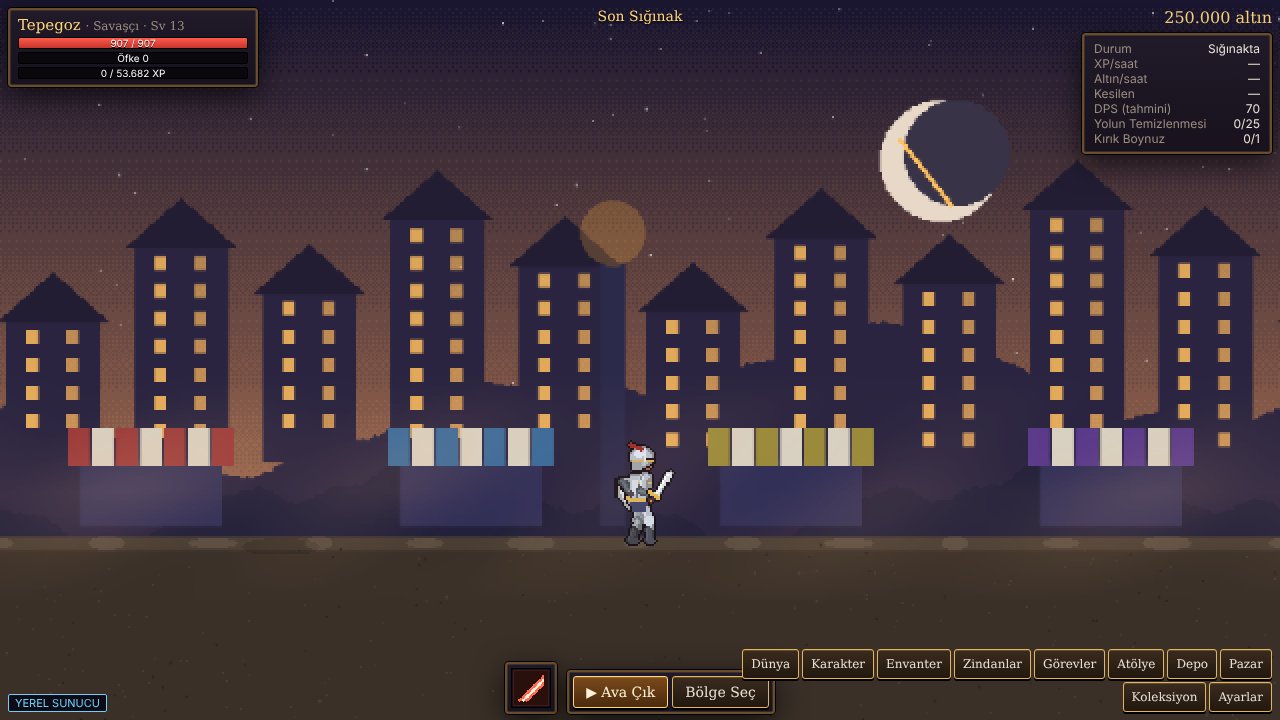 Tepegoz · Savaşçı · Sv 13
907 / 907
Öfke 0
0 / 53.682 XP
Son Sığınak
250.000 altın
Durum Sığınakta
XP/saat —
Altın/saat —
Kesilen —
DPS (tahmini) 70
Yolun Temizlenmesi 0/25
Kırık Boynuz 0/1
Dünya Karakter Envanter Zindanlar Görevler Atölye Depo Pazar
▶ Ava Çık Bölge Seç
Koleksiyon Ayarlar
YEREL SUNUCU